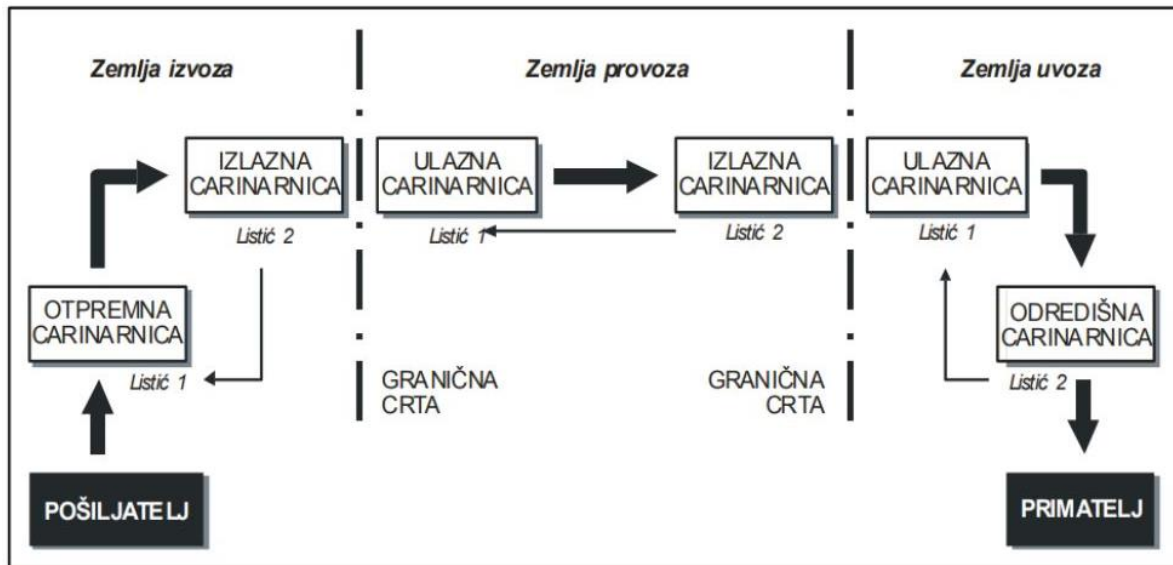 Zemlja izvoza
Zemlja provoza
Zemlja uvoza
IZLAZNA
CARINARNICA
Listić 2
ULAZNA
CARINARNICA
Listić 1
IZLAZNA
CARINARNICA
Listić 2
ULAZNA
CARINARNICA
Listić 1
OTPREMNA
CARINARNICA
Listić 1
ODREDIŠNA
CARINARNICA
Listić 2
GRANIČNA
CRTA
GRANIČNA
CRTA
POŠILJATELJ
PRIMATELJ